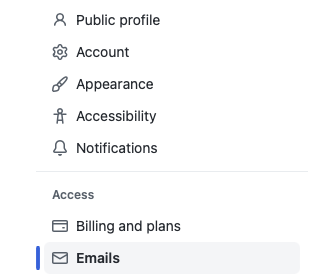 Public profile
Account
Appearance
Accessibility
Notifications
Access
Billing and plans
Emails